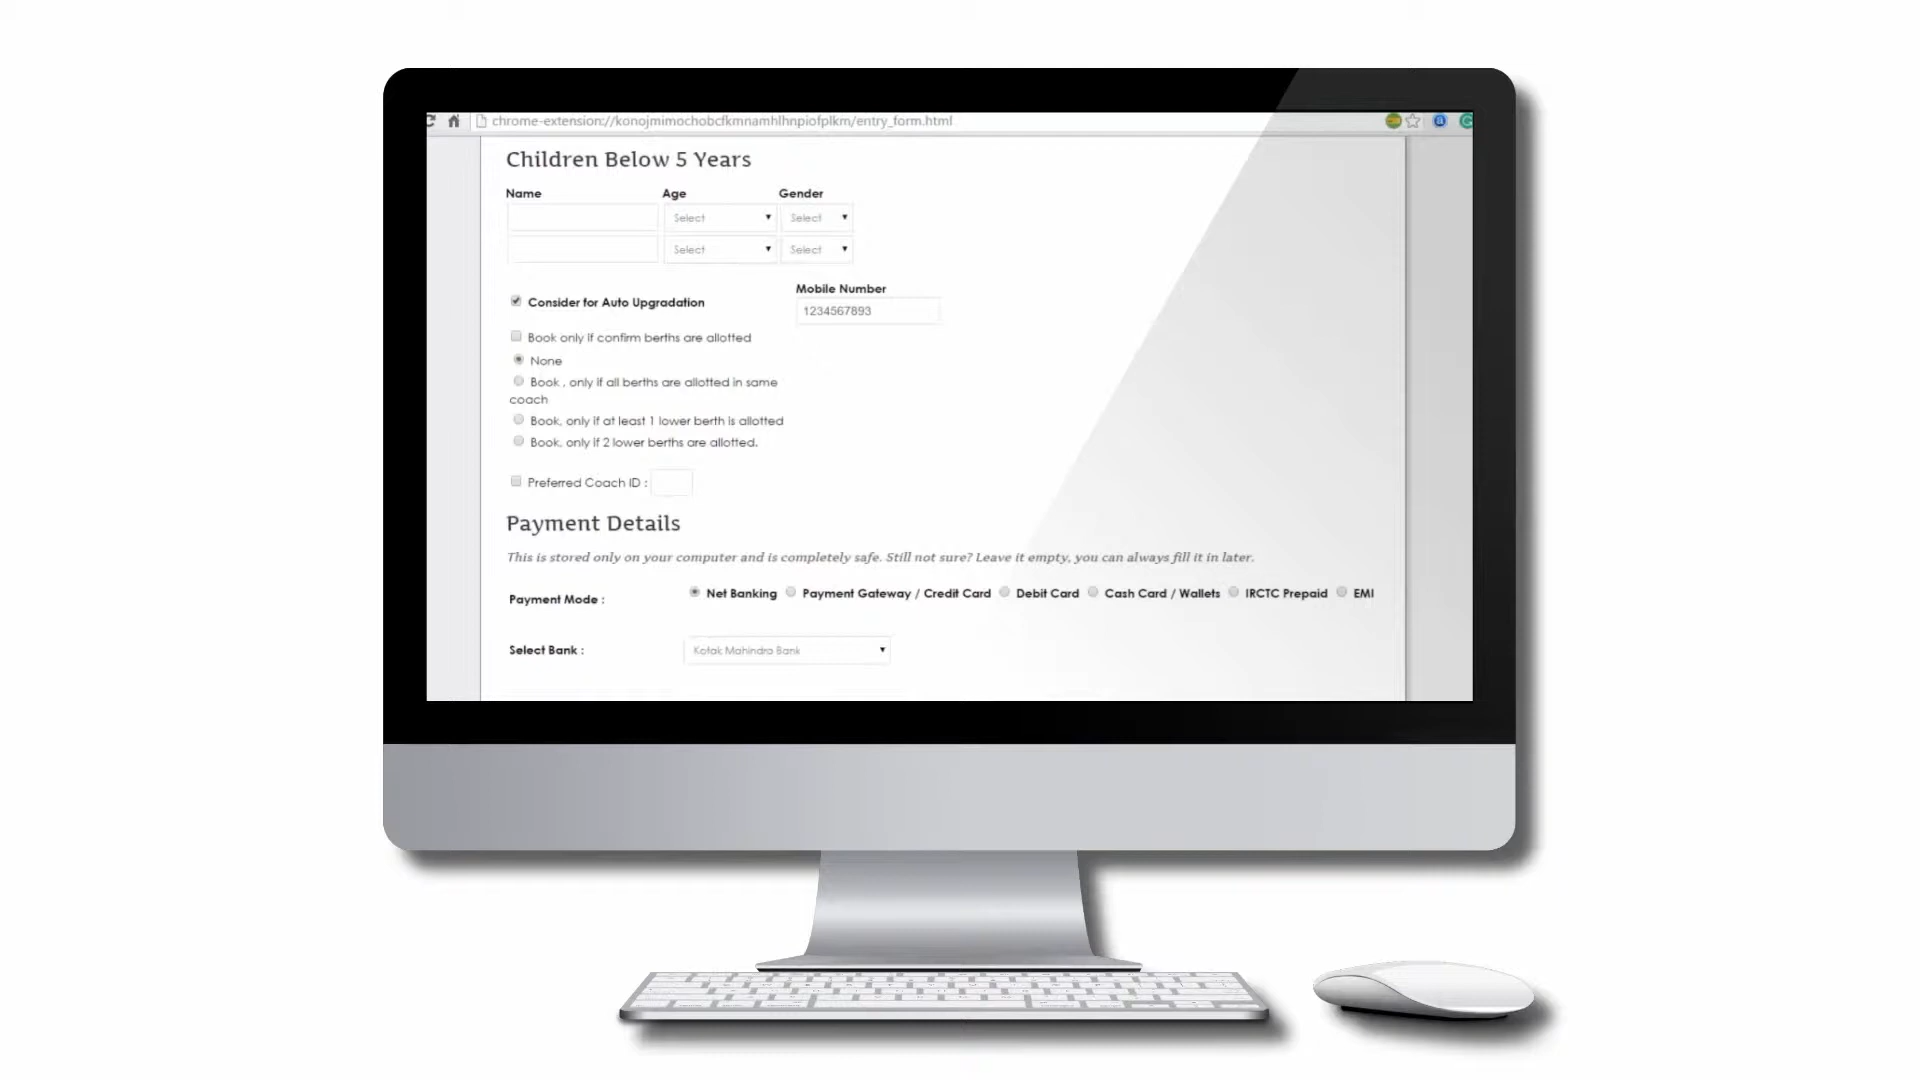 chrome-extension://konojmimochobcfkmnamhlhnpiofplkm/entry_form.html
Children Below 5 Years
Name Age Gender
Select Select
Select Select
Mobile Number
Consider for Auto Upgradation
1234567893
Book only if confirm berths are allotted
None
Book , only if all berths are allotted in same
coach
Book, only if at least 1 lower berth is allotted
Book, only if 2 lower berths are allotted.
Preferred Coach ID :
Payment Details
This is stored only on your computer and is completely safe. Still not sure? Leave it empty, you can always fill it in later.
Payment Mode : Net Banking Payment Gateway / Credit Card Debit Card Cash Card / Wallets IRCTC Prepaid EMI
Select Bank : Kotak Mahindra Bank